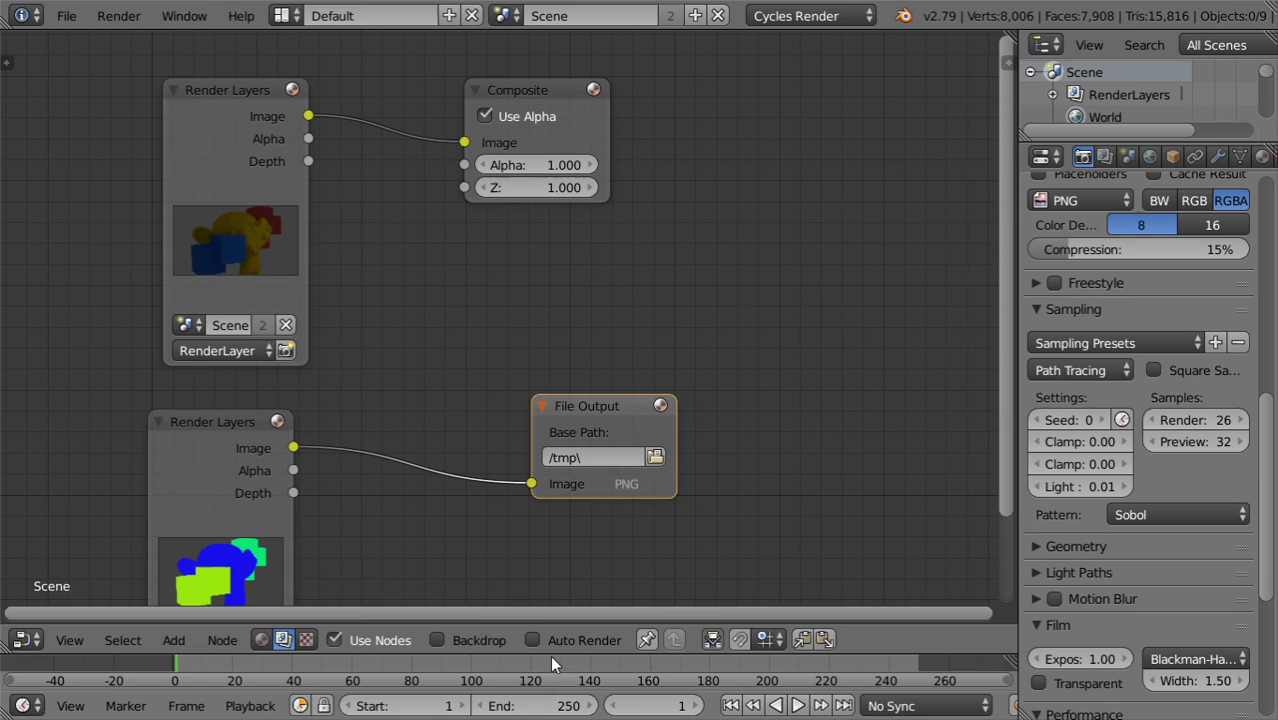 File Render Window Help Default Scene 2 Cycles Render v2.79 | Verts:8,006 | Faces:7,908 | Tris:15,816 | Objects:0/9
View Search All Scenes
Scene
RenderLayers
World
Render Layers
Image
Alpha
Depth
Scene 2
RenderLayer
Composite
Use Alpha
Image
Alpha: 1.000
Z: 1.000
Render Layers
Image
Alpha
Depth
File Output
Base Path:
/tmp\
Image PNG
Scene
Placeholders Cache Result
PNG BW RGB RGBA
Color De... 8 16
Compression: 15%
Freestyle
Sampling
Sampling Presets
Path Tracing Square Sa...
Settings: Samples:
Seed: 0 Render: 26
Clamp: 0.00 Preview: 32
Clamp: 0.00
Light : 0.01
Pattern: Sobol
Geometry
Light Paths
Motion Blur
Film
Expos: 1.00 Blackman-Ha...
Transparent Width: 1.50
Performance
View Select Add Node Use Nodes Backdrop Auto Render
-40 -20 0 20 40 60 80 100 120 140 160 180 200 220 240 260
View Marker Frame Playback Start: 1 End: 250 1 No Sync